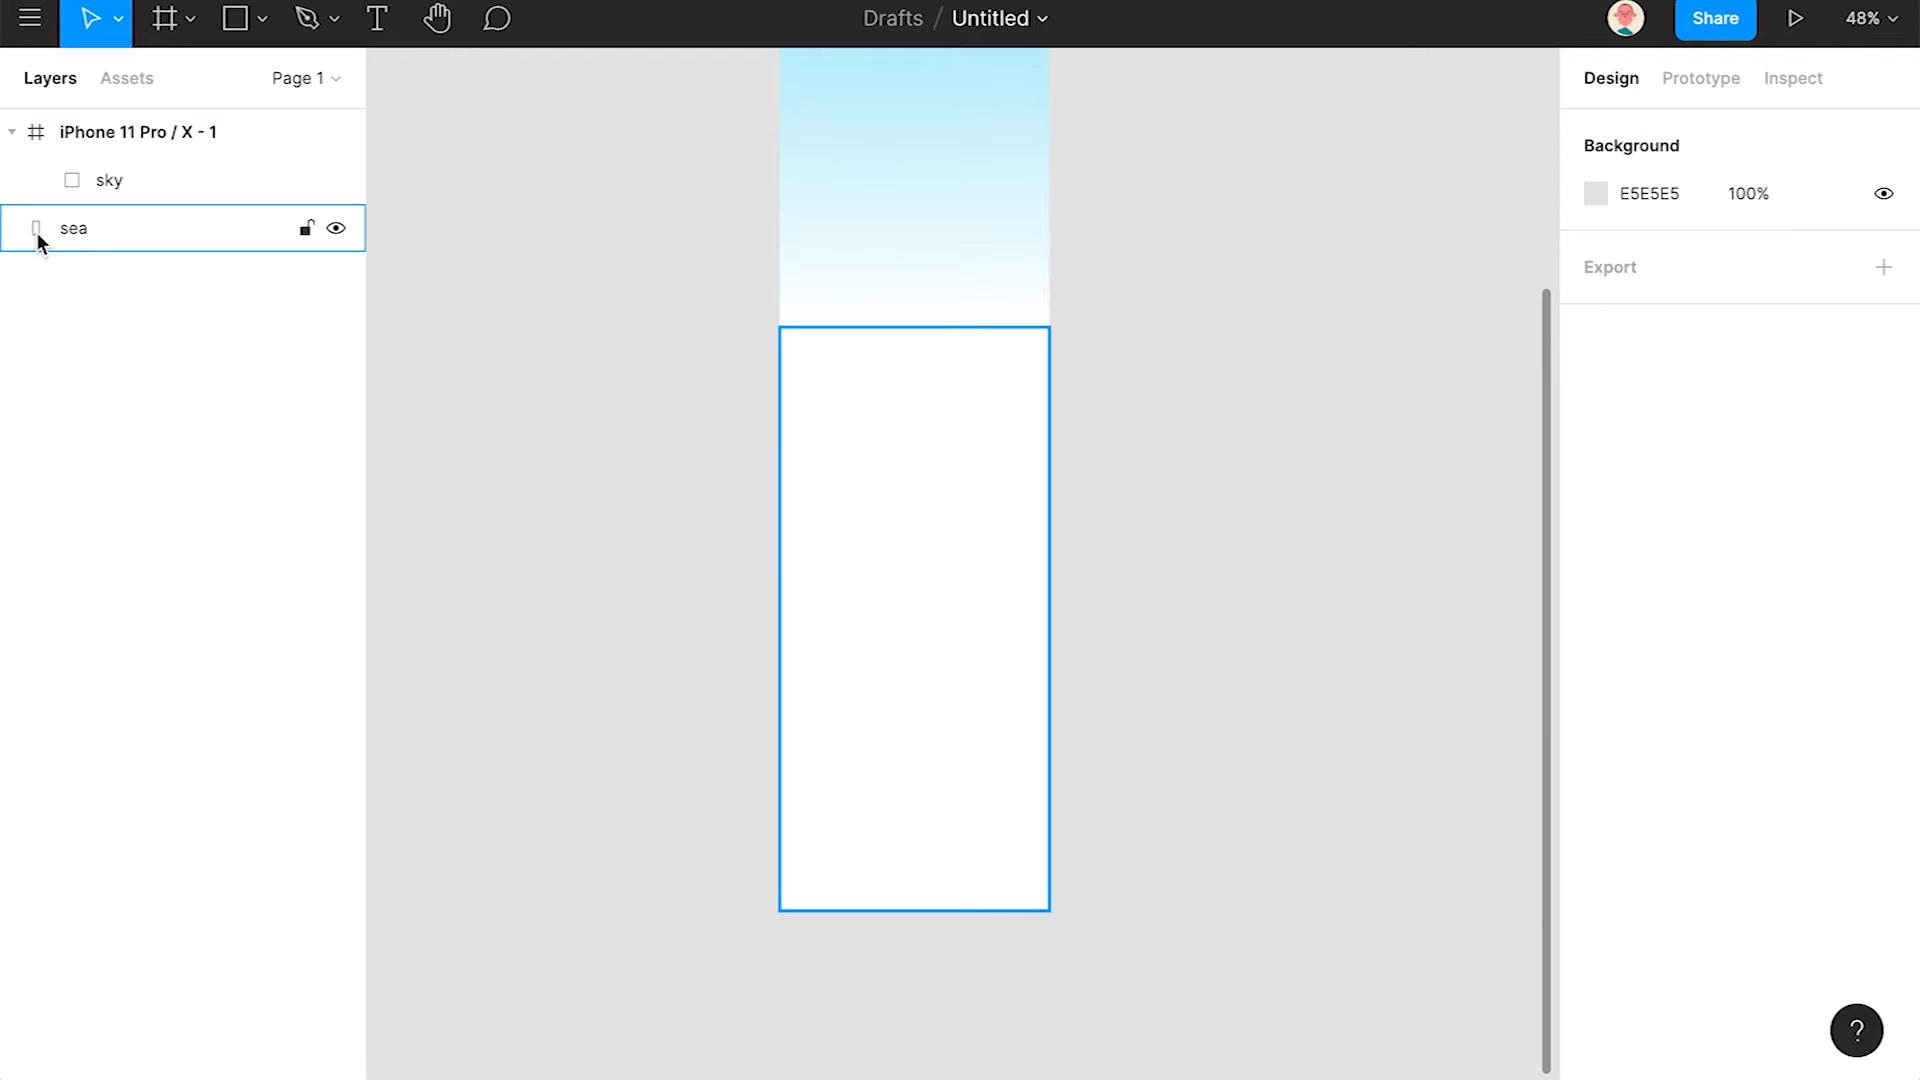 Drafts / Untitled
Share
48%
Layers Assets Page 1
iPhone 11 Pro / X - 1
sky
sea
Design Prototype Inspect
Background
E5E5E5 100%
Export
?